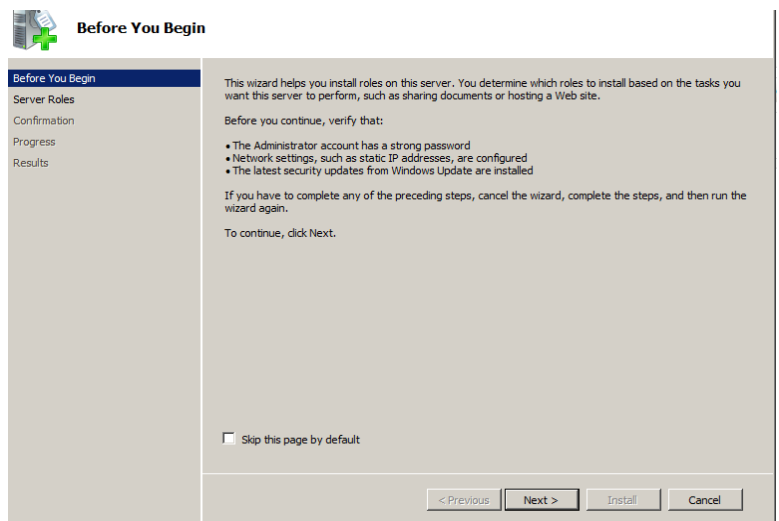 Before You Begin
Before You Begin
Server Roles
Confirmation
Progress
Results
This wizard helps you install roles on this server. You determine which roles to install based on the tasks you
want this server to perform, such as sharing documents or hosting a Web site.
Before you continue, verify that:
• The Administrator account has a strong password
• Network settings, such as static IP addresses, are configured
• The latest security updates from Windows Update are installed
If you have to complete any of the preceding steps, cancel the wizard, complete the steps, and then run the
wizard again.
To continue, click Next.
Skip this page by default
< Previous
Next >
Install
Cancel